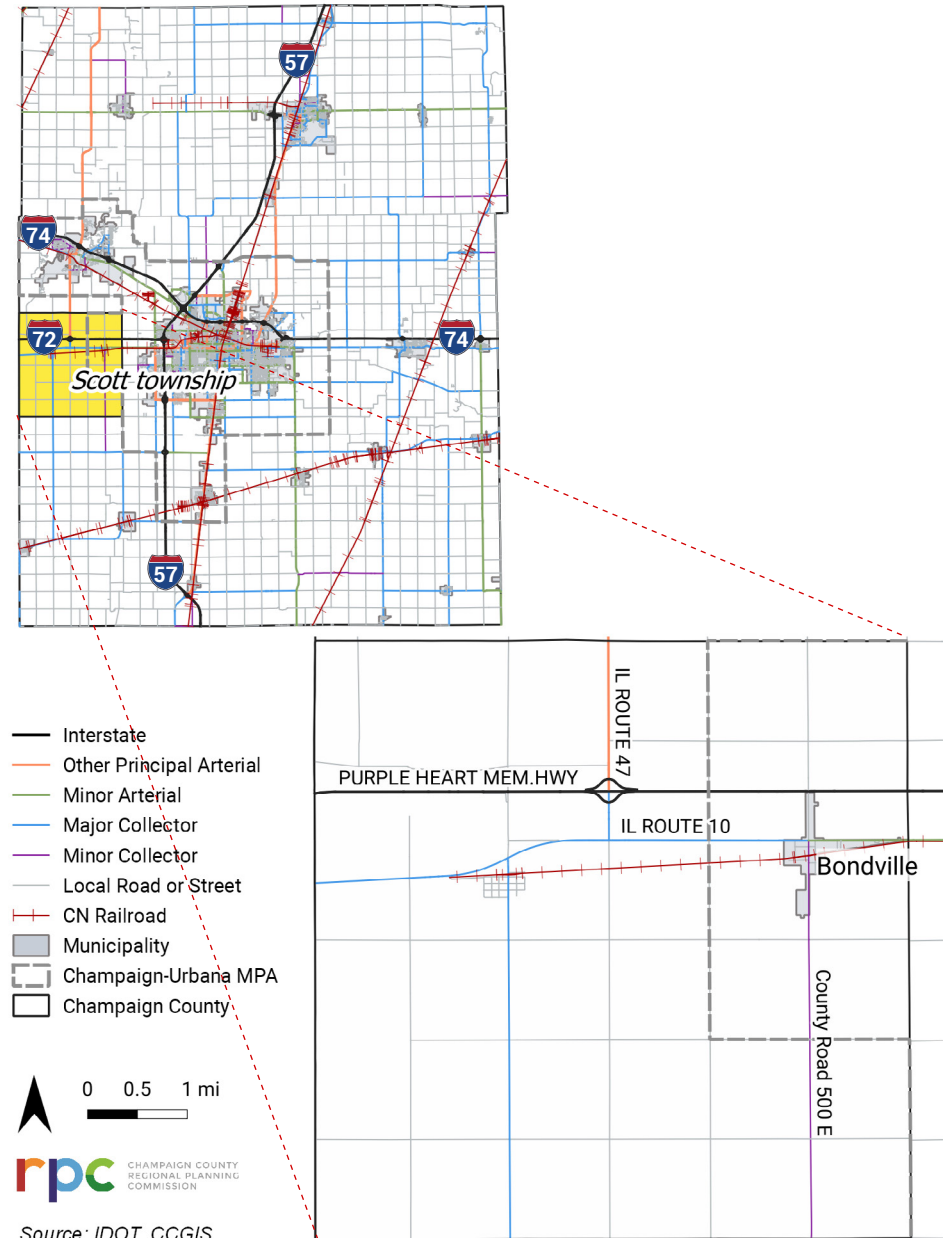 57
74
72
74
Scott township
57
Interstate
Other Principal Arterial
Minor Arterial
Major Collector
Minor Collector
Local Road or Street
CN Railroad
Municipality
Champaign-Urbana MPA
Champaign County
0 0.5 1 mi
rpc
CHAMPAIGN COUNTY
REGIONAL PLANNING
COMMISSION
Source: IDOT, CCGIS
IL ROUTE 47
PURPLE HEART MEM.HWY
IL ROUTE 10
Bondville
County Road 500 E